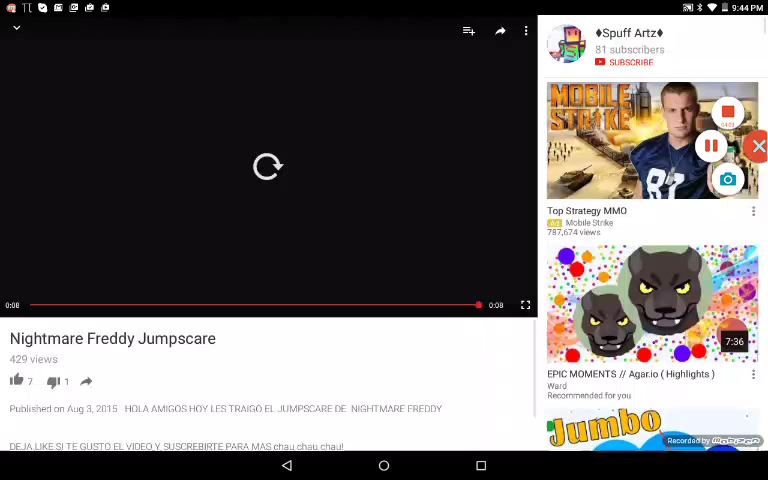 9:44 PM
♦Spuff Artz♦
81 subscribers
SUBSCRIBE
MOBILE
STRIKE
87
Top Strategy MMO
Ad Mobile Strike
787,674 views
0:08
0:08
Nightmare Freddy Jumpscare
429 views
7
1
Published on Aug 3, 2015 HOLA AMIGOS HOY LES TRAIGO EL JUMPSCARE DE NIGHTMARE FREDDY
DEJA LIKE SI TE GUSTO EL VIDEO Y SUSCREBIRTE PARA MAS chau chau chau!
7:36
EPIC MOMENTS // Agar.io ( Highlights )
Ward
Recommended for you
Jumbo
Recorded by Mobizen